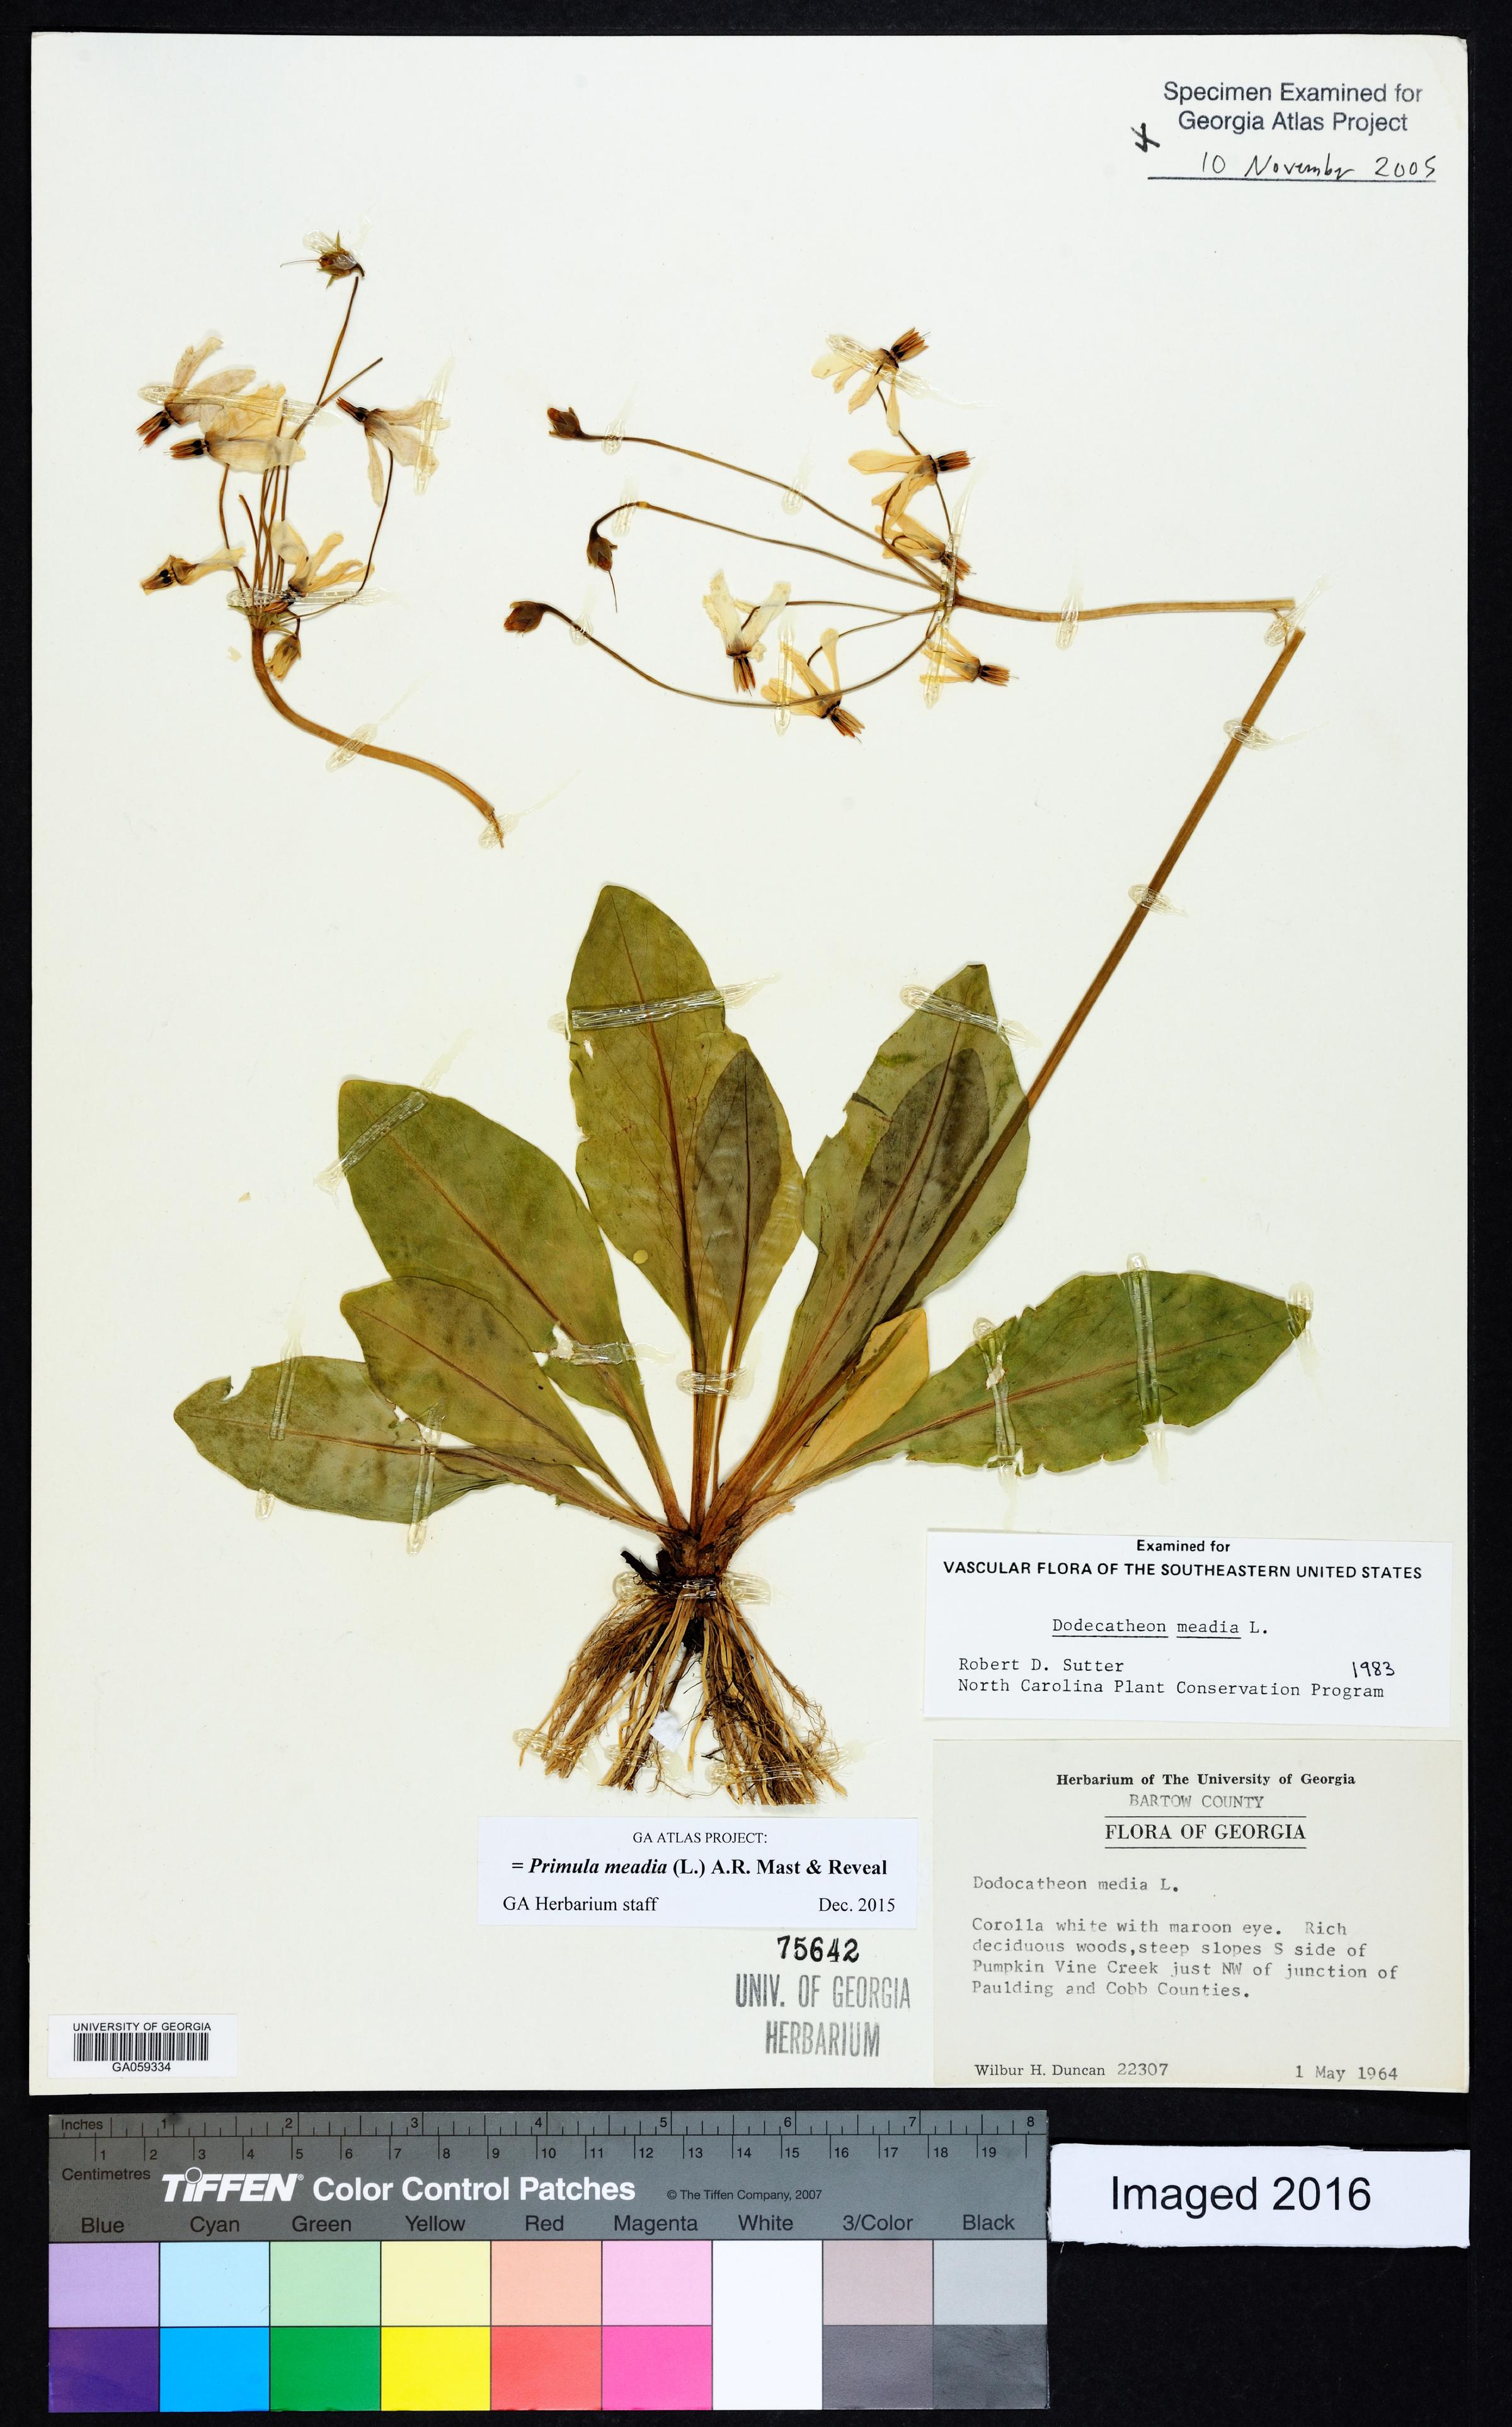 Specimen Examined for
Georgia Atlas Project
10 November 2005
Examined for
VASCULAR FLORA OF THE SOUTHEASTERN UNITED STATES
Dodecatheon meadia L.
Robert D. Sutter 1983
North Carolina Plant Conservation Program
Herbarium of The University of Georgia
BARTOW COUNTY
FLORA OF GEORGIA
Dodocatheon media L.
Corolla white with maroon eye. Rich
deciduous woods,steep slopes S side of
Pumpkin Vine Creek just NW of junction of
Paulding and Cobb Counties.
Wilbur H. Duncan 22307 1 May 1964
GA ATLAS PROJECT:
= Primula meadia (L.) A.R. Mast & Reveal
GA Herbarium staff Dec. 2015
75642
UNIV. OF GEORGIA
HERBARIUM
UNIVERSITY OF GEORGIA
GA059334
Inches 1 2 3 4 5 6 7 8
1 2 3 4 5 6 7 8 9 10 11 12 13 14 15 16 17 18 19
Centimetres
TIFFEN® Color Control Patches © The Tiffen Company, 2007
Blue Cyan Green Yellow Red Magenta White 3/Color Black
Imaged 2016